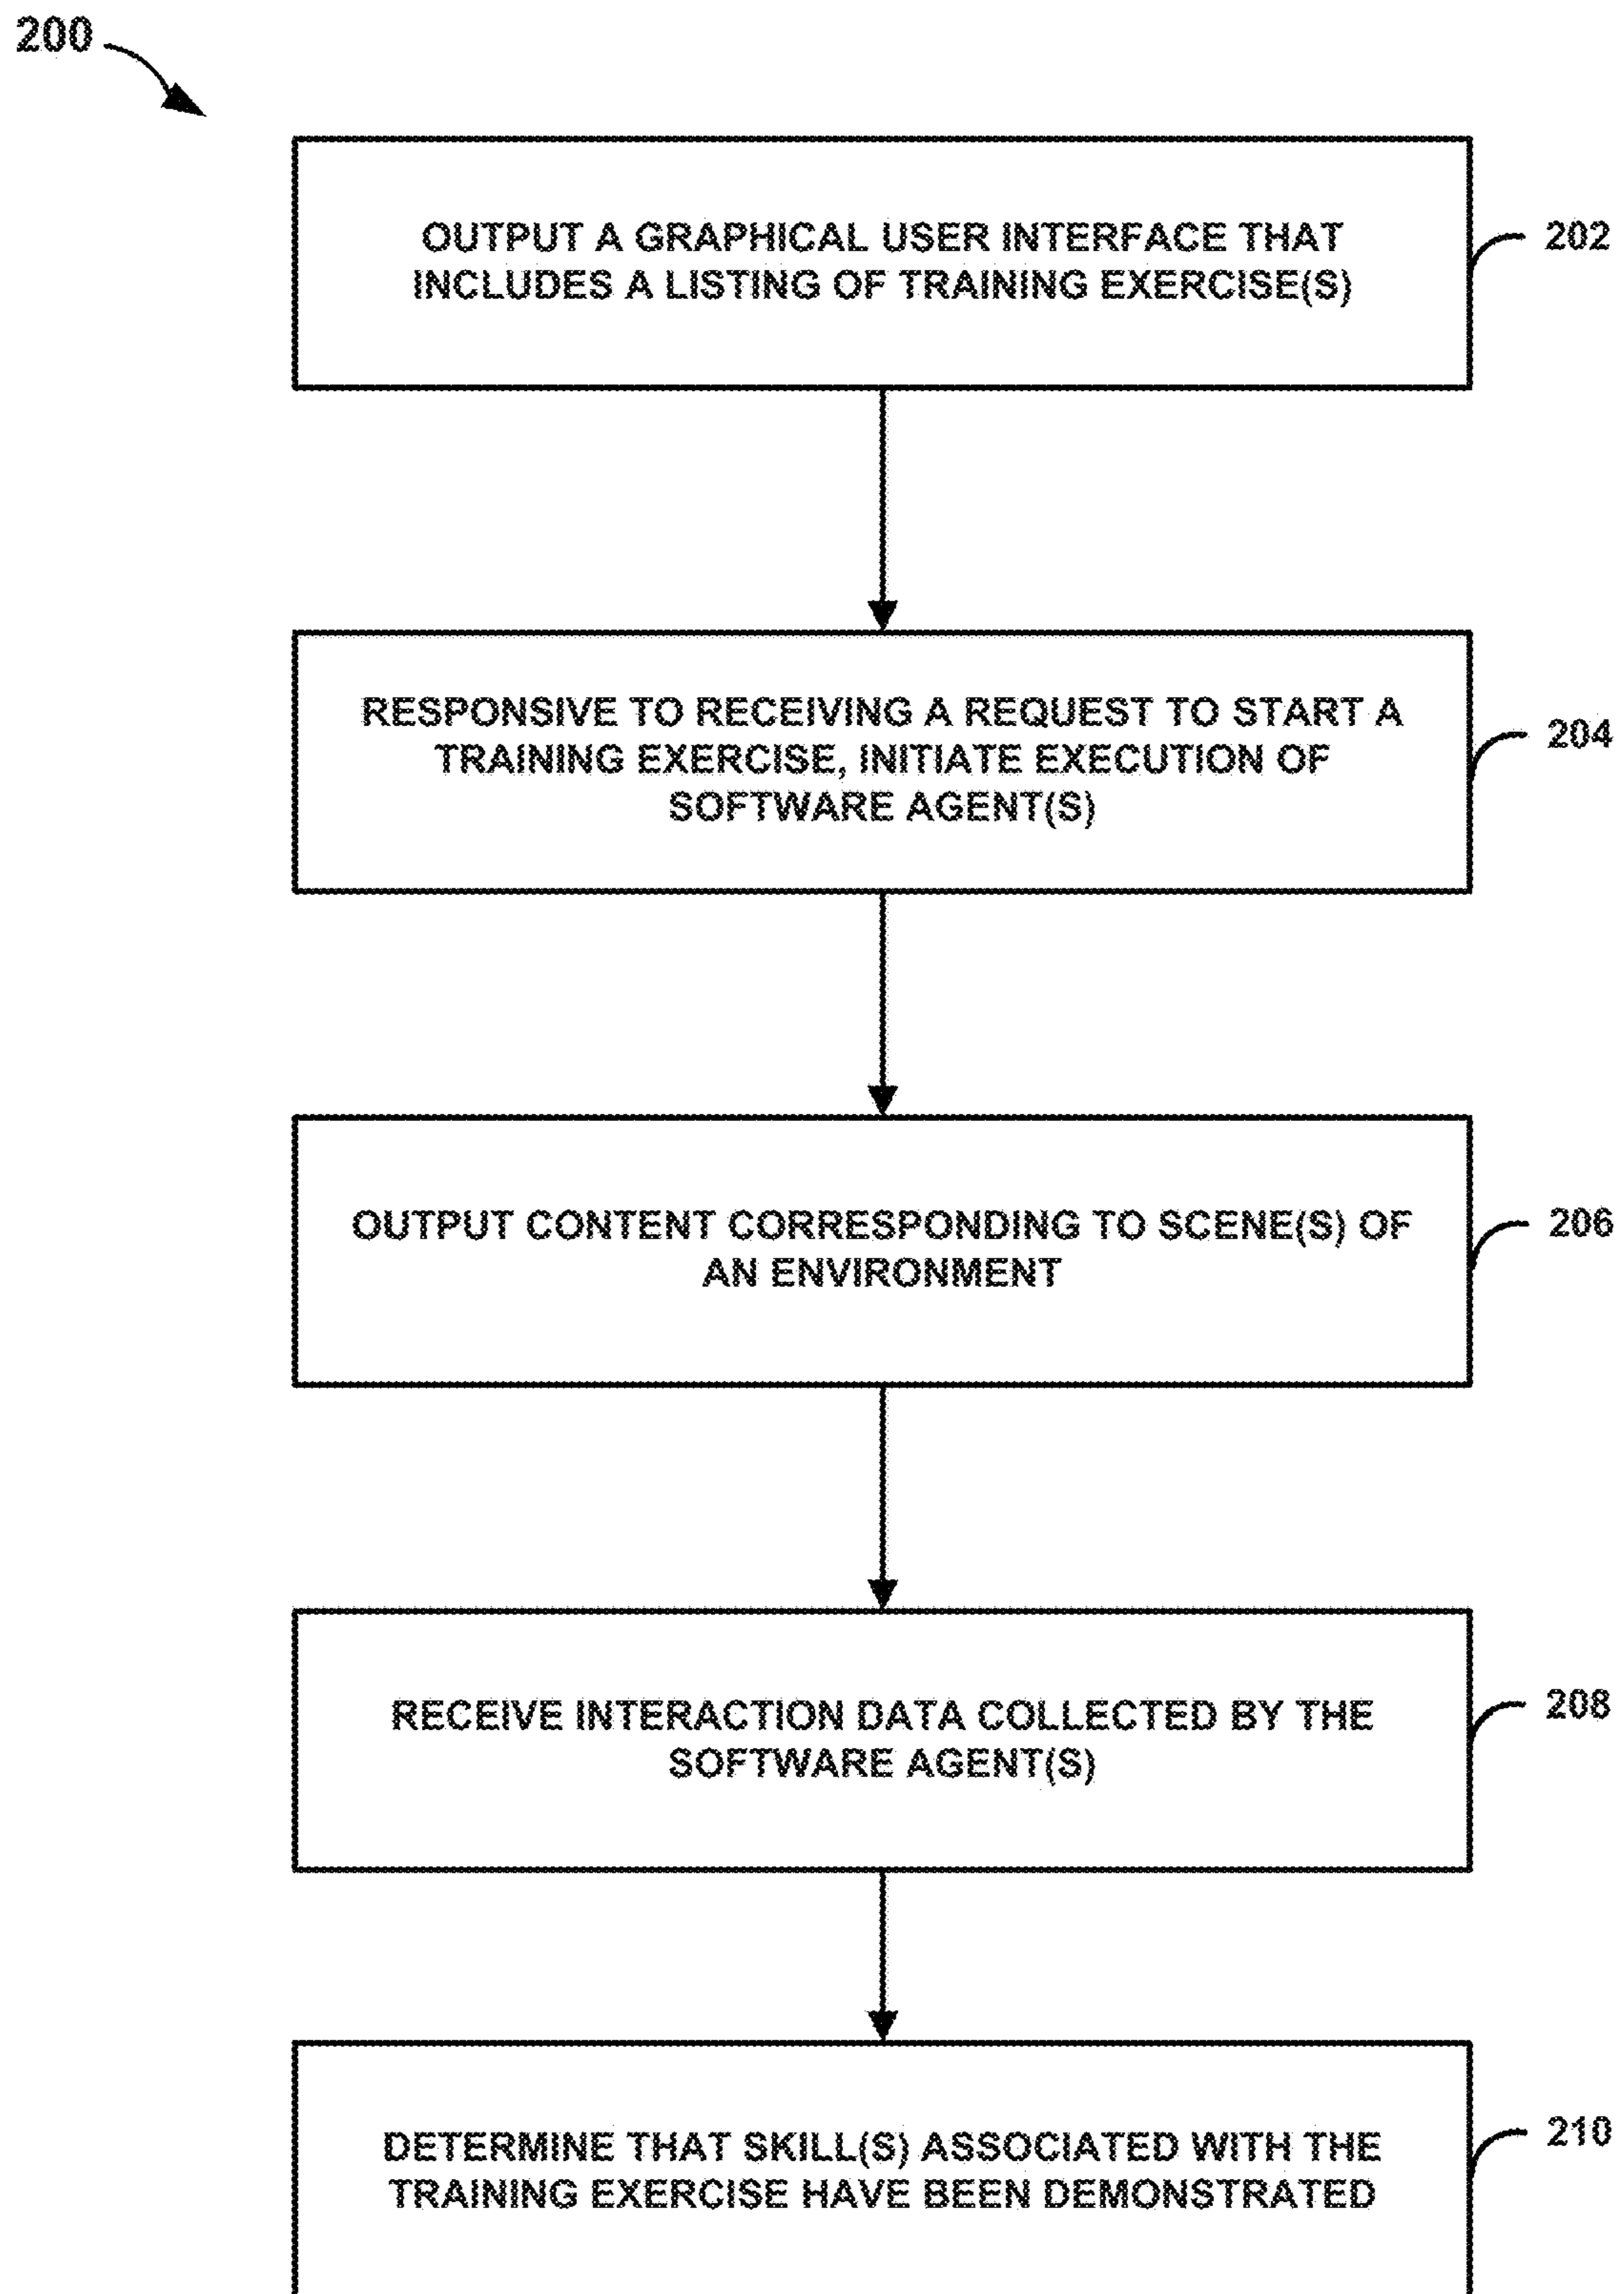 200
OUTPUT A GRAPHICAL USER INTERFACE THAT
INCLUDES A LISTING OF TRAINING EXERCISE(S)
202
RESPONSIVE TO RECEIVING A REQUEST TO START A
TRAINING EXERCISE, INITIATE EXECUTION OF
SOFTWARE AGENT(S)
204
OUTPUT CONTENT CORRESPONDING TO SCENE(S) OF
AN ENVIRONMENT
206
RECEIVE INTERACTION DATA COLLECTED BY THE
SOFTWARE AGENT(S)
208
DETERMINE THAT SKILL(S) ASSOCIATED WITH THE
TRAINING EXERCISE HAVE BEEN DEMONSTRATED
210